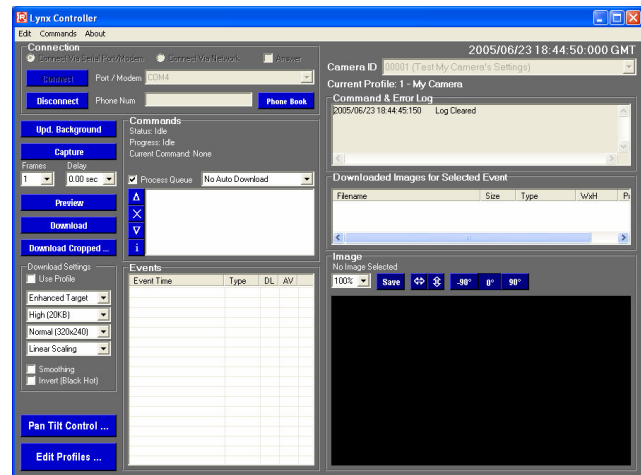 Lynx Controller
Edit Commands About
Connection
Connect Via Serial Port/Modem Connect Via Network Answer
Connect Port / Modem COM4
Disconnect Phone Num Phone Book
2005/06/23 18:44:50:000 GMT
Camera ID 00001 (Test My Camera's Settings)
Current Profile: 1 - My Camera
Command & Error Log
2005/06/23 18:44:45:150 Log Cleared
Upd. Background
Capture
Frames Delay
1 0.00 sec
Preview
Download
Download Cropped ...
Commands
Status: Idle
Progress: Idle
Current Command: None
Process Queue No Auto Download
i
Downloaded Images for Selected Event
Filename Size Type WxH
Download Settings
Use Profile
Enhanced Target
High (20KB)
Normal (320x240)
Linear Scaling
Smoothing
Invert (Black Hot)
Pan Tilt Control ...
Edit Profiles ...
Events
Event Time Type DL AV
Image
No Image Selected
100% Save -90° 0° 90°